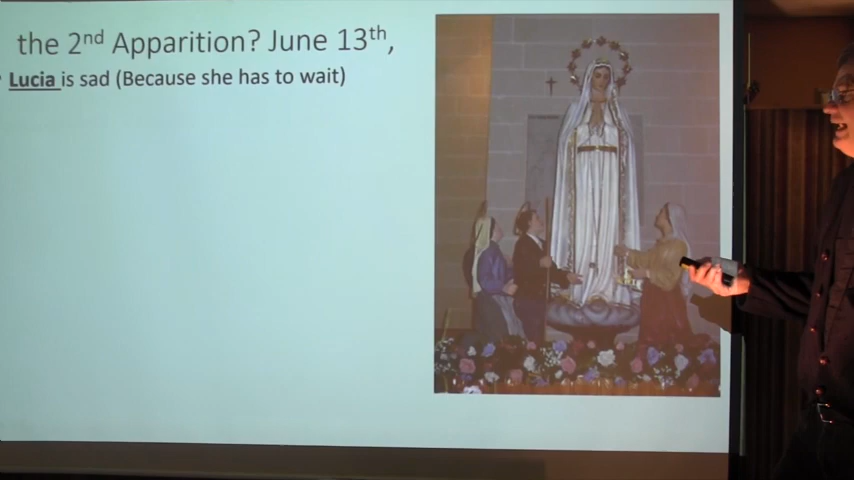 the 2nd Apparition? June 13th,
Lucia is sad (Because she has to wait)